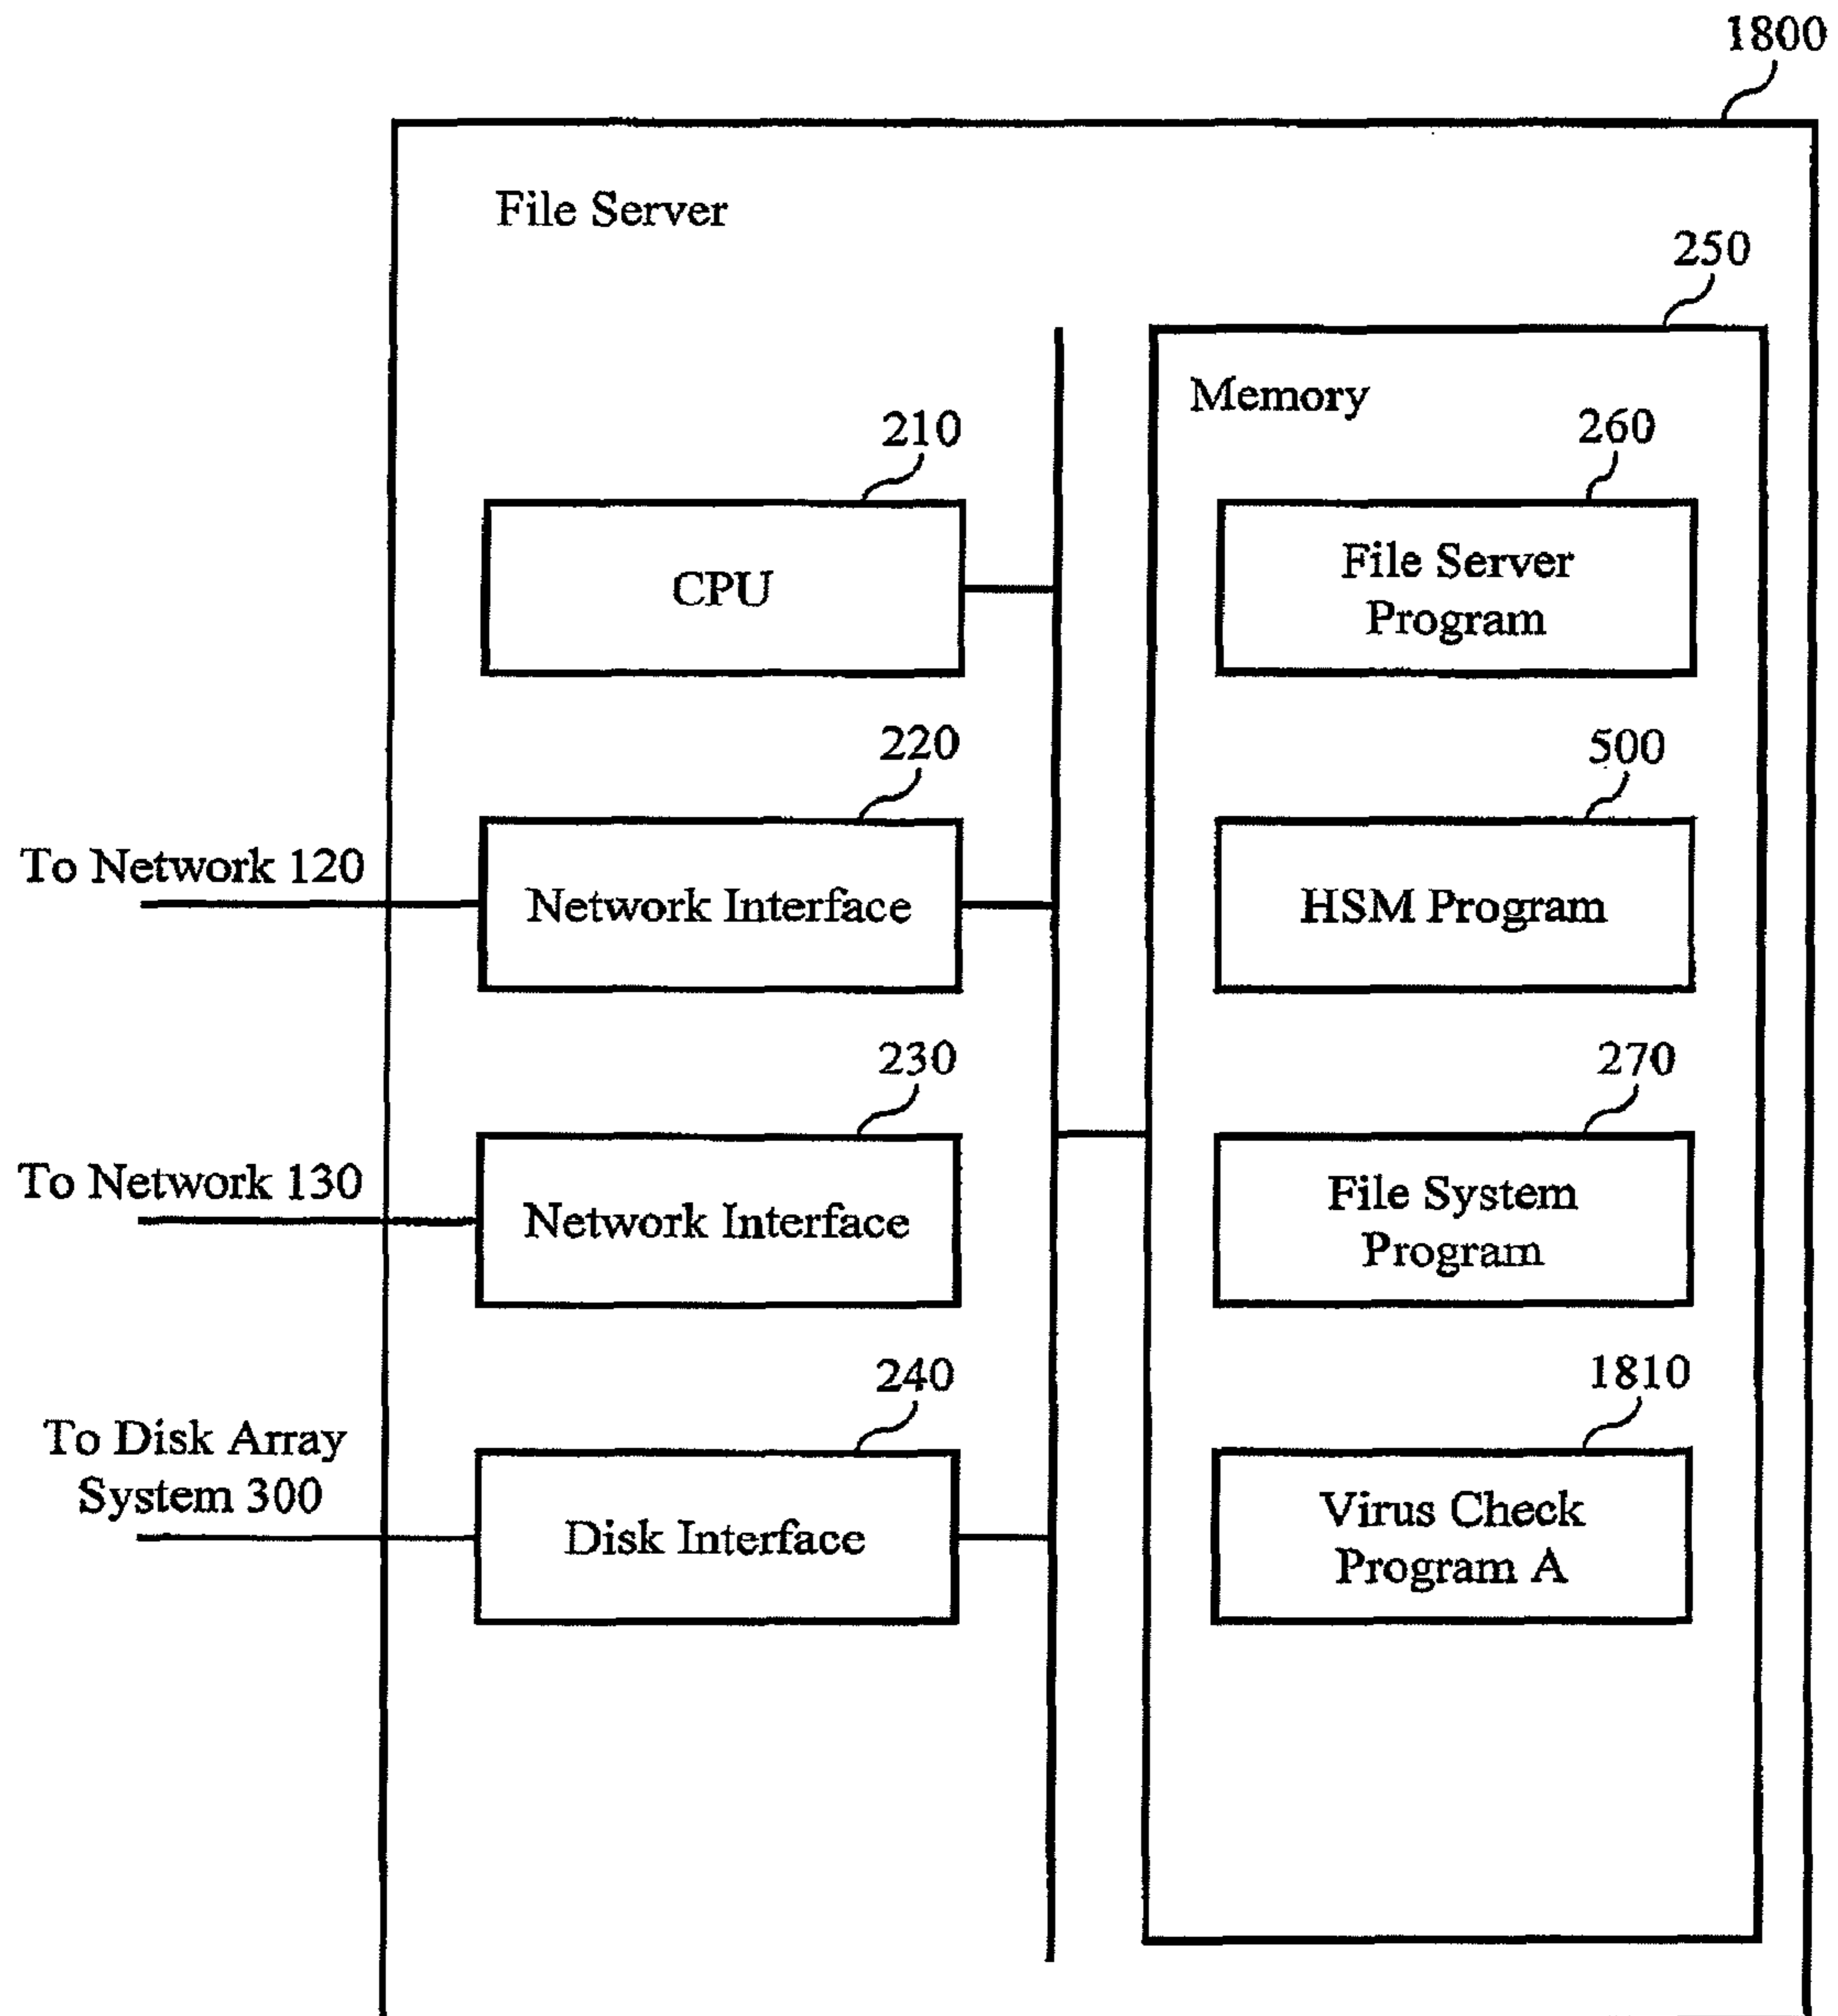 1800
File Server
250
Memory
210
CPU
260
File Server
Program
220
To Network 120
Network Interface
500
HSM Program
230
To Network 130
Network Interface
270
File System
Program
240
To Disk Array
System 300
Disk Interface
1810
Virus Check
Program A